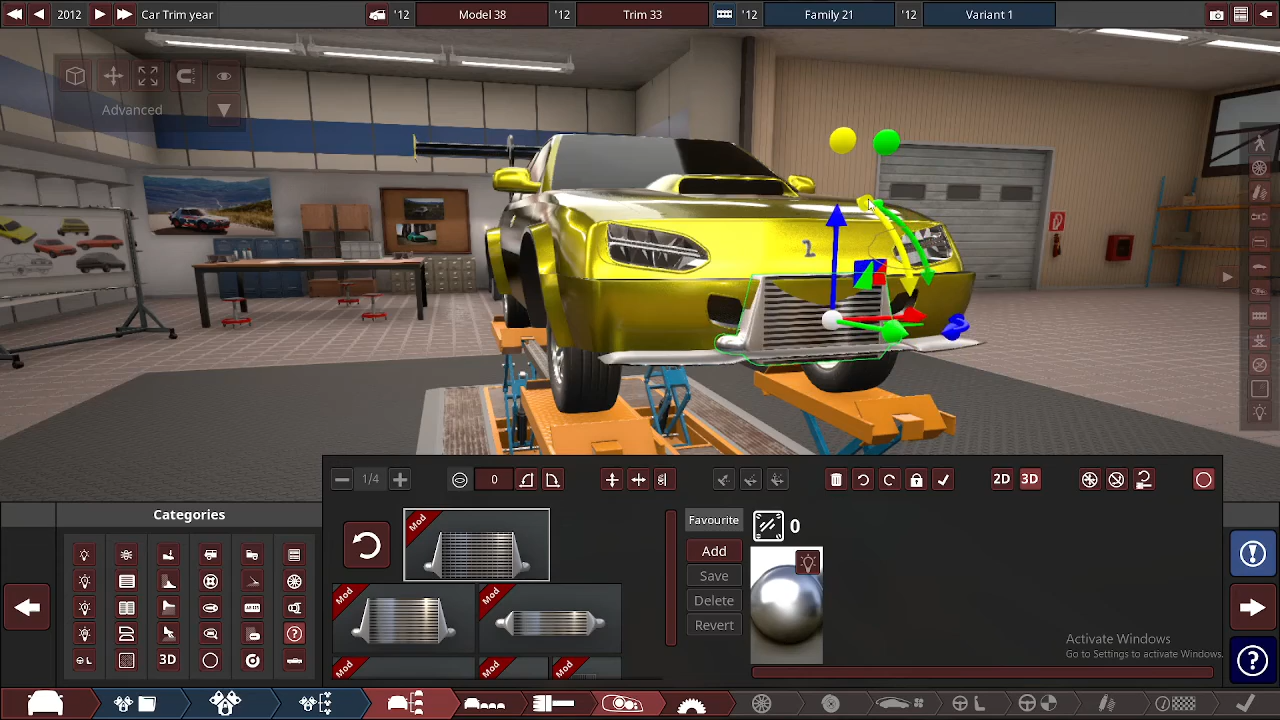 2012 Car Trim year '12 Model 38 '12 Trim 33 '12 Family 21 '12 Variant 1
Advanced
1
1/4 0 2D 3D
Categories
Mod
Favourite 0
Add
Save
Mod Mod
Delete
Revert
3D
Mod Mod Mod
Activate Windows
Go to Settings to activate Windows.